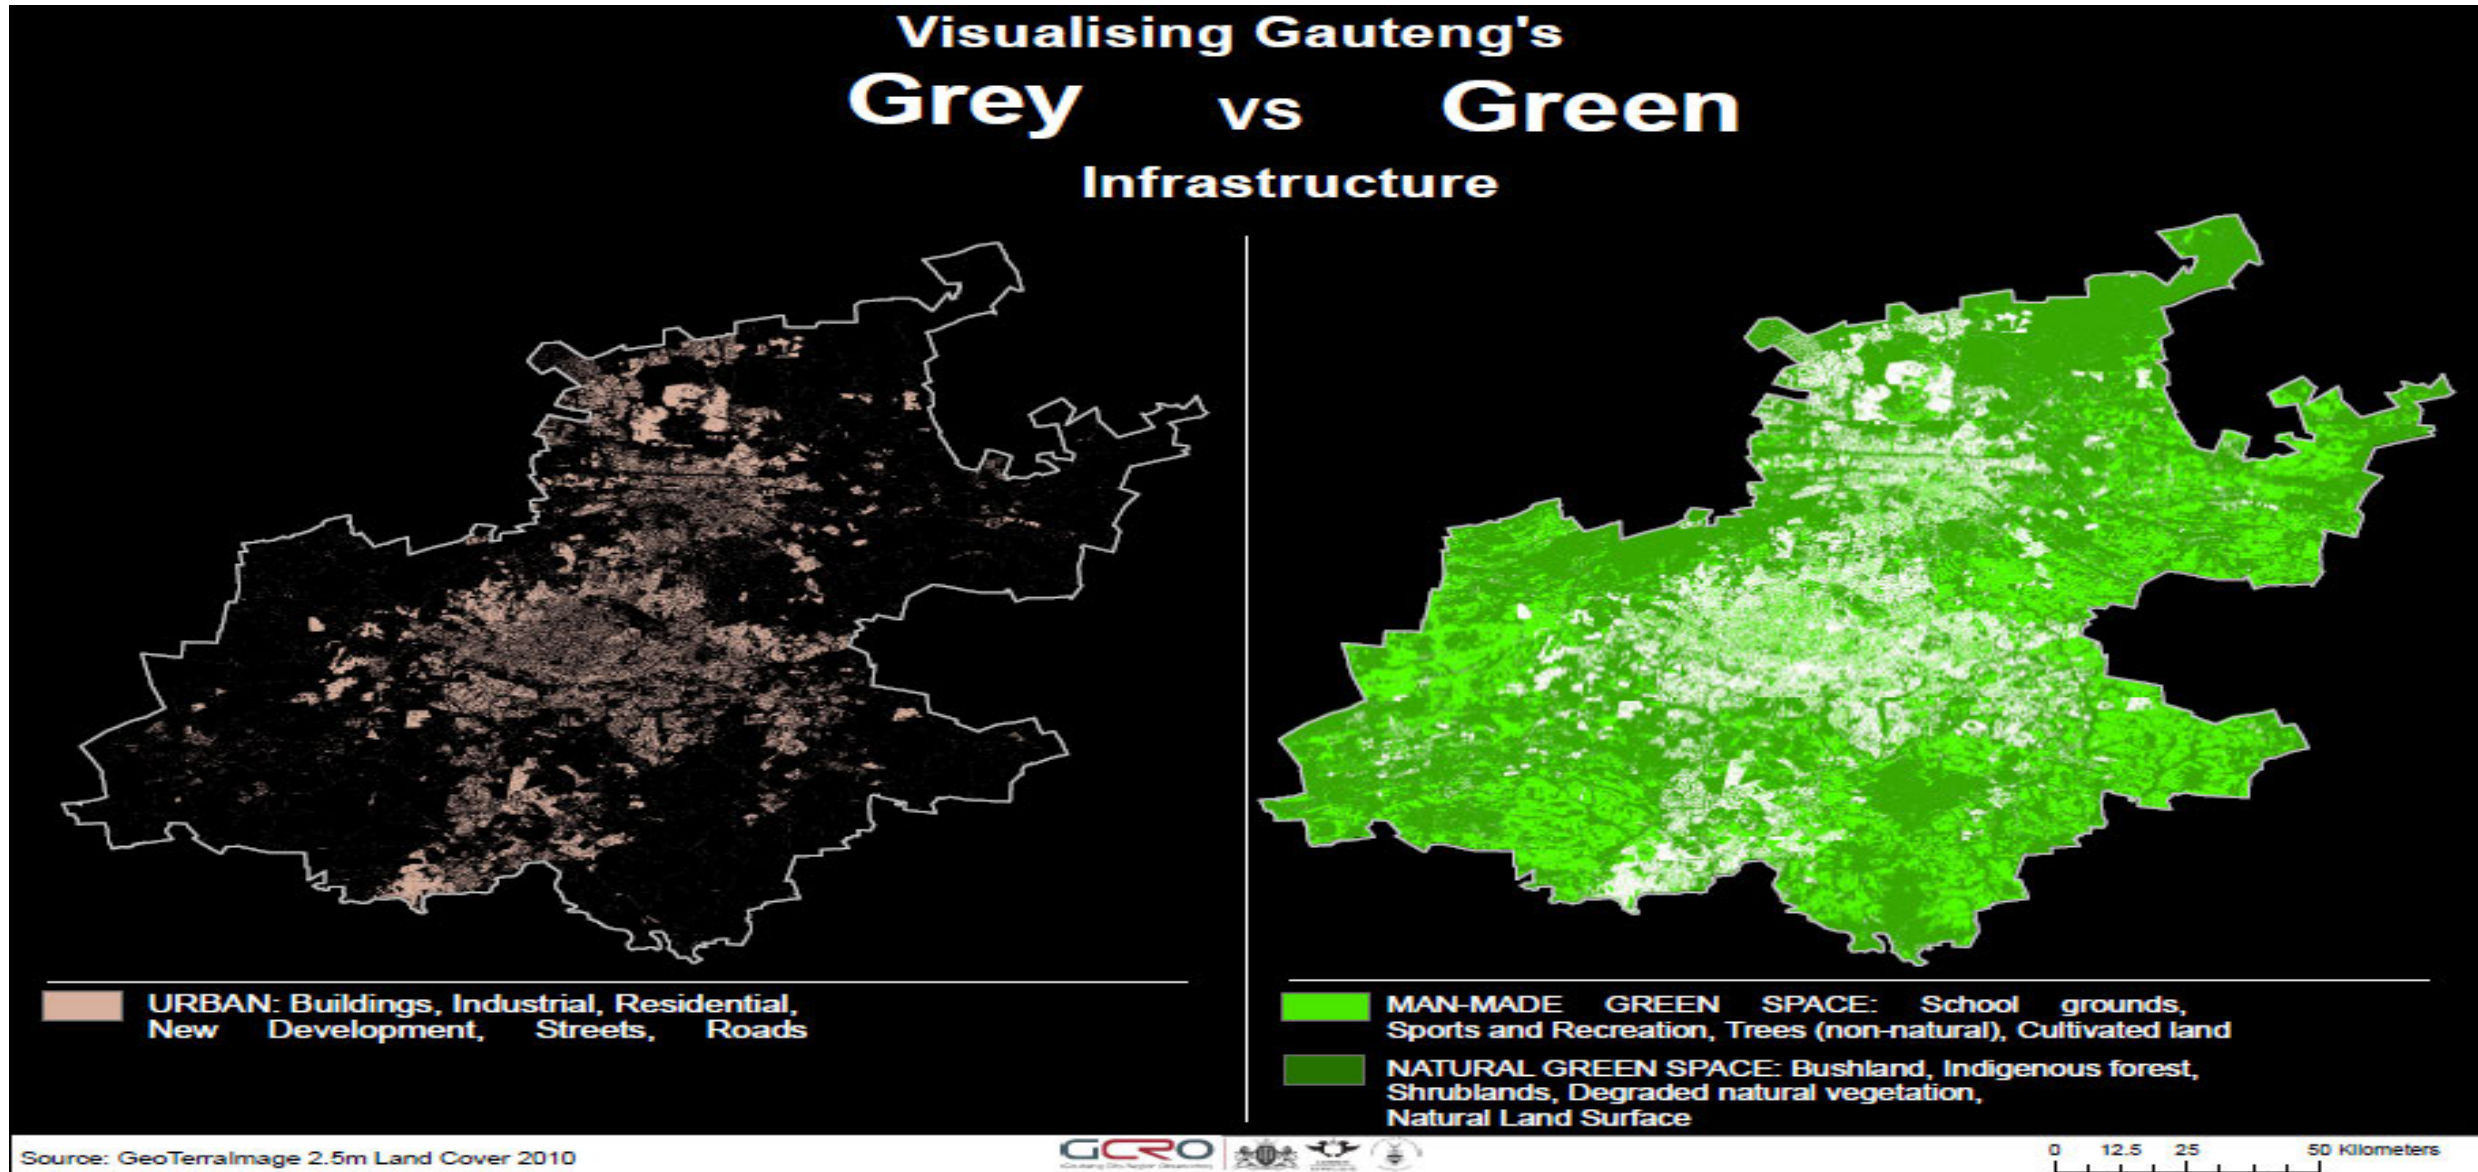 Visualising Gauteng's
Grey vs Green
Infrastructure
URBAN: Buildings, Industrial, Residential,
New Development, Streets, Roads
MAN-MADE GREEN SPACE: School grounds,
Sports and Recreation, Trees (non-natural), Cultivated land
NATURAL GREEN SPACE: Bushland, Indigenous forest,
Shrublands, Degraded natural vegetation,
Natural Land Surface
Source: GeoTerraImage 2.5m Land Cover 2010
GCRO
0 12.5 25 50 Kilometers